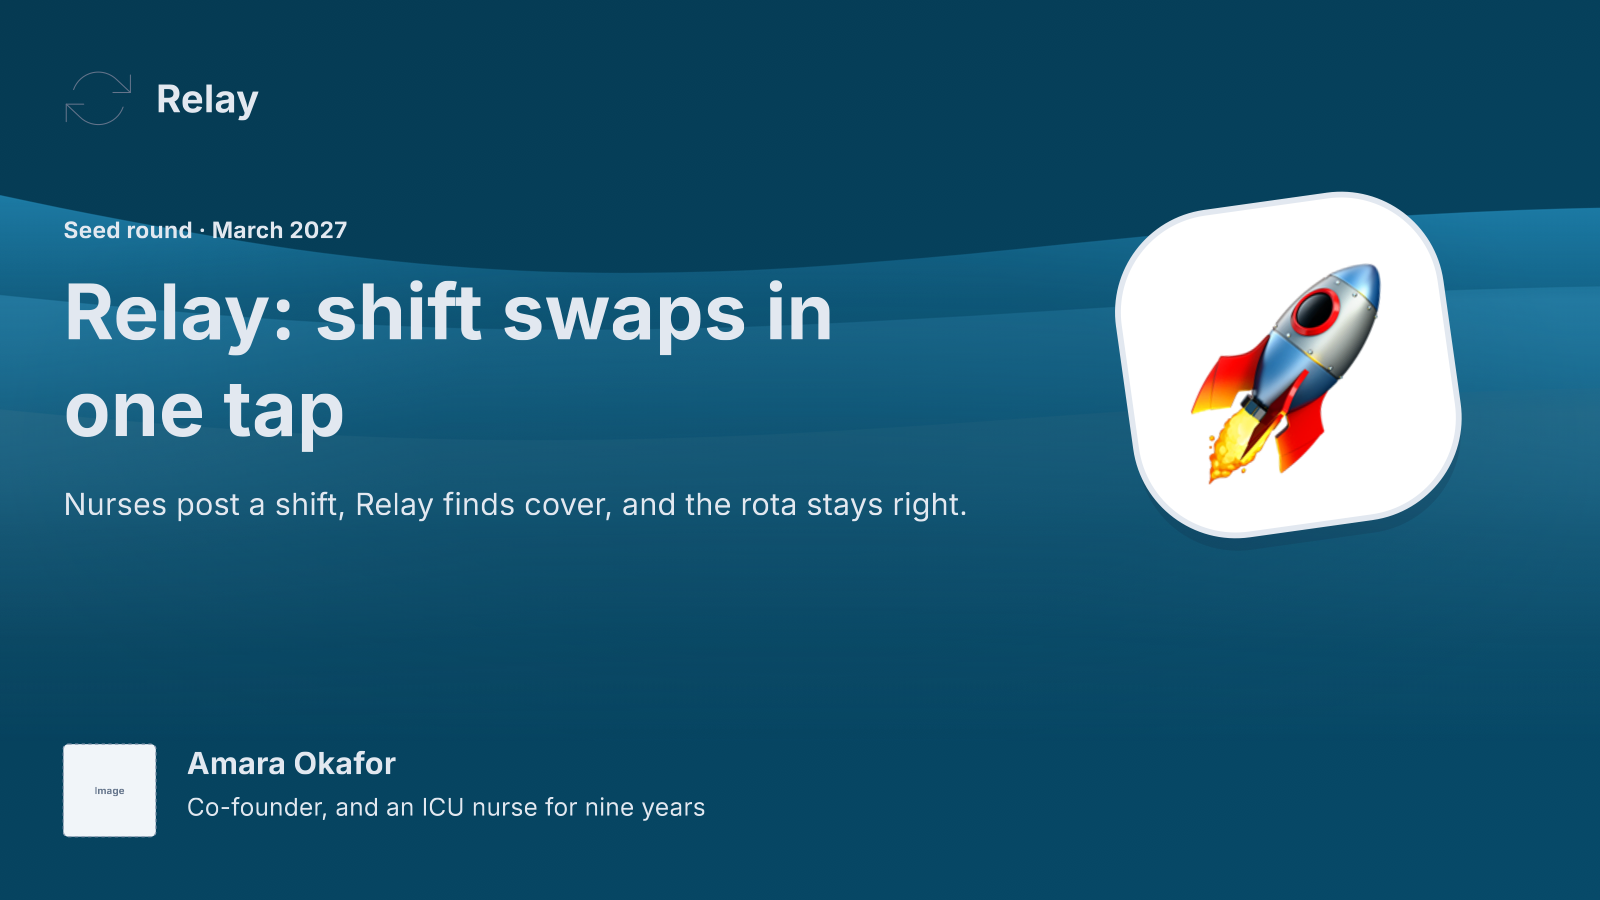 Relay
Seed round · March 2027
Relay: shift swaps in
one tap
Nurses post a shift, Relay finds cover, and the rota stays right.
Image
Amara Okafor
Co-founder, and an ICU nurse for nine years